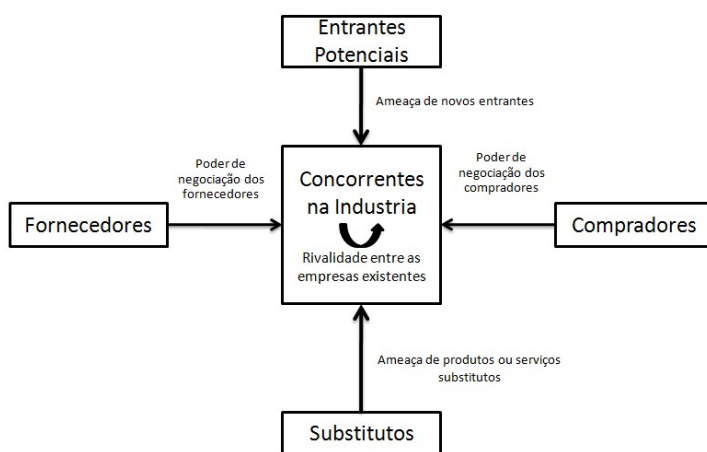 Entrantes
Potenciais
Ameaça de novos entrantes
Poder de
negociação dos
fornecedores
Poder de
negociação dos
compradores
Concorrentes
na Industria
Rivalidade entre as
empresas existentes
Fornecedores
Compradores
Ameaça de produtos ou serviços
substitutos
Substitutos